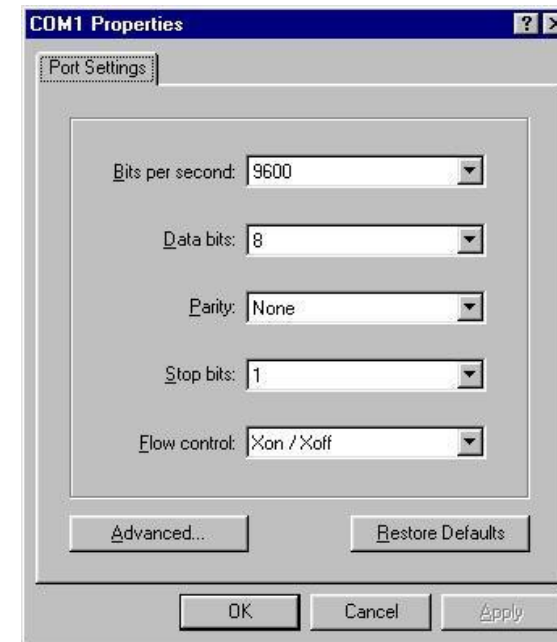 COM1 Properties
Port Settings
Bits per second: 9600
Data bits: 8
Parity: None
Stop bits: 1
Flow control: Xon / Xoff
Advanced... Restore Defaults
OK Cancel Apply